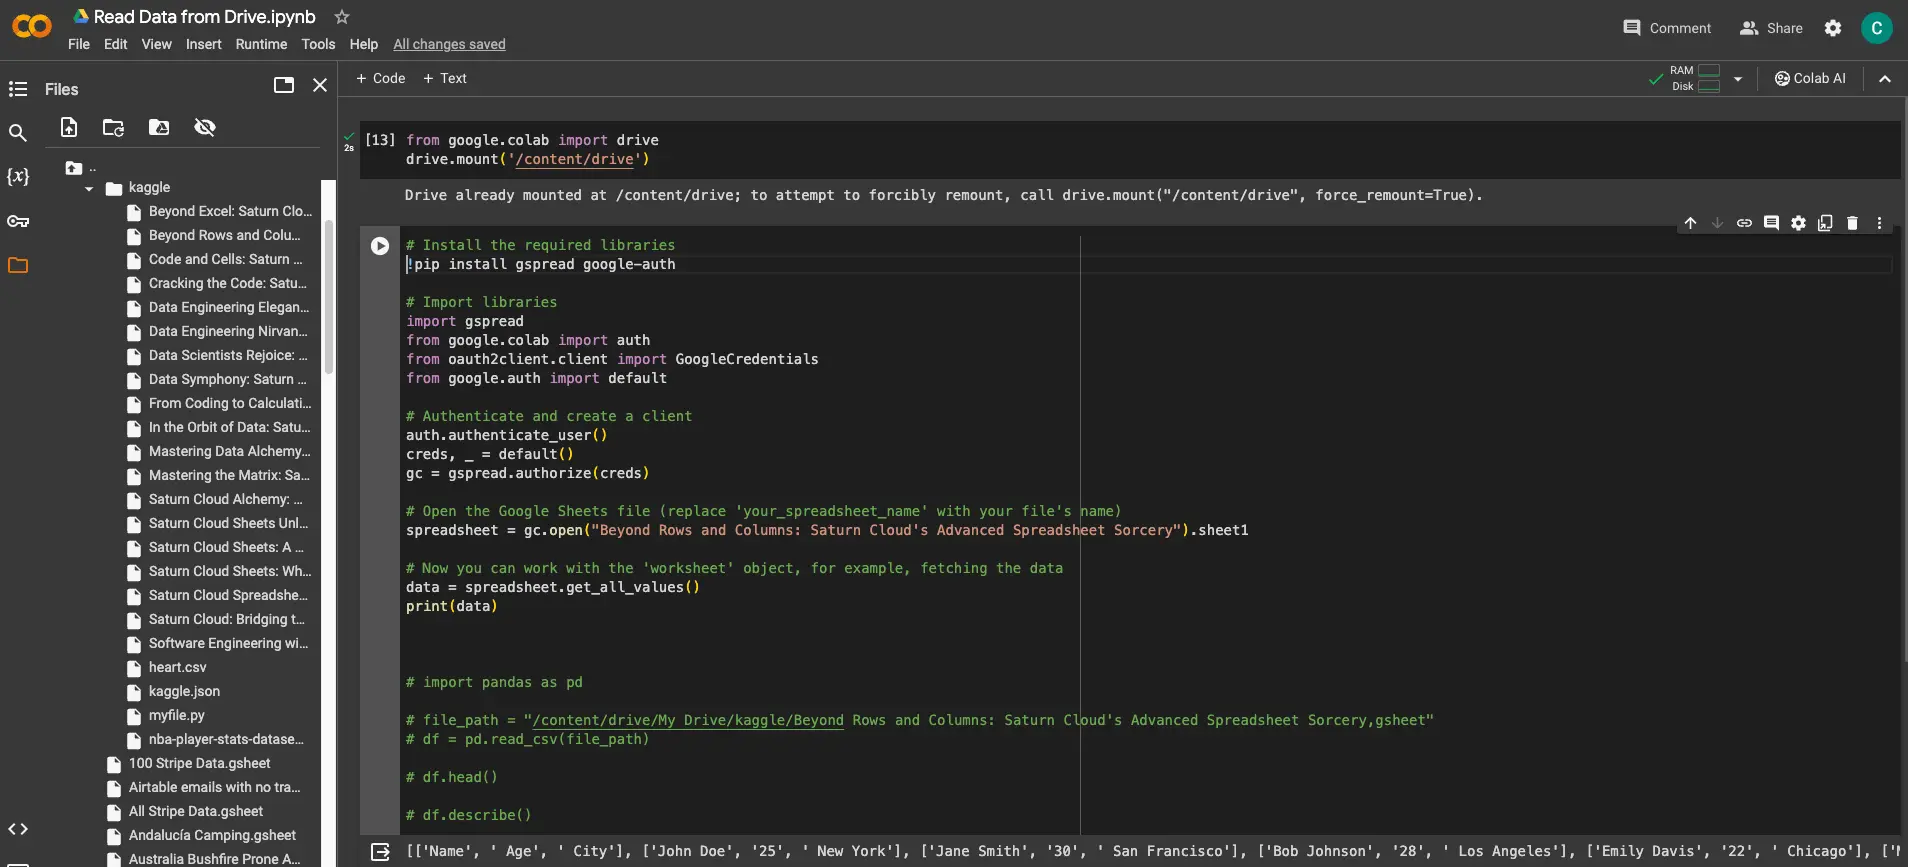 Read Data from Drive.ipynb
File Edit View Insert Runtime Tools Help All changes saved
Comment Share C
Files
+ Code + Text
RAM
Disk
Colab AI
{x}
..
kaggle
Beyond Excel: Saturn Clo...
Beyond Rows and Colu...
Code and Cells: Saturn ...
Cracking the Code: Satu...
Data Engineering Elegan...
Data Engineering Nirvan...
Data Scientists Rejoice: ...
Data Symphony: Saturn ...
From Coding to Calculati...
In the Orbit of Data: Satu...
Mastering Data Alchemy...
Mastering the Matrix: Sa...
Saturn Cloud Alchemy: ...
Saturn Cloud Sheets Unl...
Saturn Cloud Sheets: A ...
Saturn Cloud Sheets: Wh...
Saturn Cloud Spreadshe...
Saturn Cloud: Bridging t...
Software Engineering wi...
heart.csv
kaggle.json
myfile.py
nba-player-stats-datase...
100 Stripe Data.gsheet
Airtable emails with no tra...
All Stripe Data.gsheet
Andalucía Camping.gsheet
Australia Bushfire Prone A...
2s
[13] from google.colab import drive
drive.mount('/content/drive')
Drive already mounted at /content/drive; to attempt to forcibly remount, call drive.mount("/content/drive", force_remount=True).
# Install the required libraries
!pip install gspread google-auth
# Import libraries
import gspread
from google.colab import auth
from oauth2client.client import GoogleCredentials
from google.auth import default
# Authenticate and create a client
auth.authenticate_user()
creds, _ = default()
gc = gspread.authorize(creds)
# Open the Google Sheets file (replace 'your_spreadsheet_name' with your file's name)
spreadsheet = gc.open("Beyond Rows and Columns: Saturn Cloud's Advanced Spreadsheet Sorcery").sheet1
# Now you can work with the 'worksheet' object, for example, fetching the data
data = spreadsheet.get_all_values()
print(data)
# import pandas as pd
# file_path = "/content/drive/My Drive/kaggle/Beyond Rows and Columns: Saturn Cloud's Advanced Spreadsheet Sorcery,gsheet"
# df = pd.read_csv(file_path)
# df.head()
# df.describe()
[['Name', ' Age', ' City'], ['John Doe', '25', ' New York'], ['Jane Smith', '30', ' San Francisco'], ['Bob Johnson', '28', ' Los Angeles'], ['Emily Davis', '22', ' Chicago'], ['